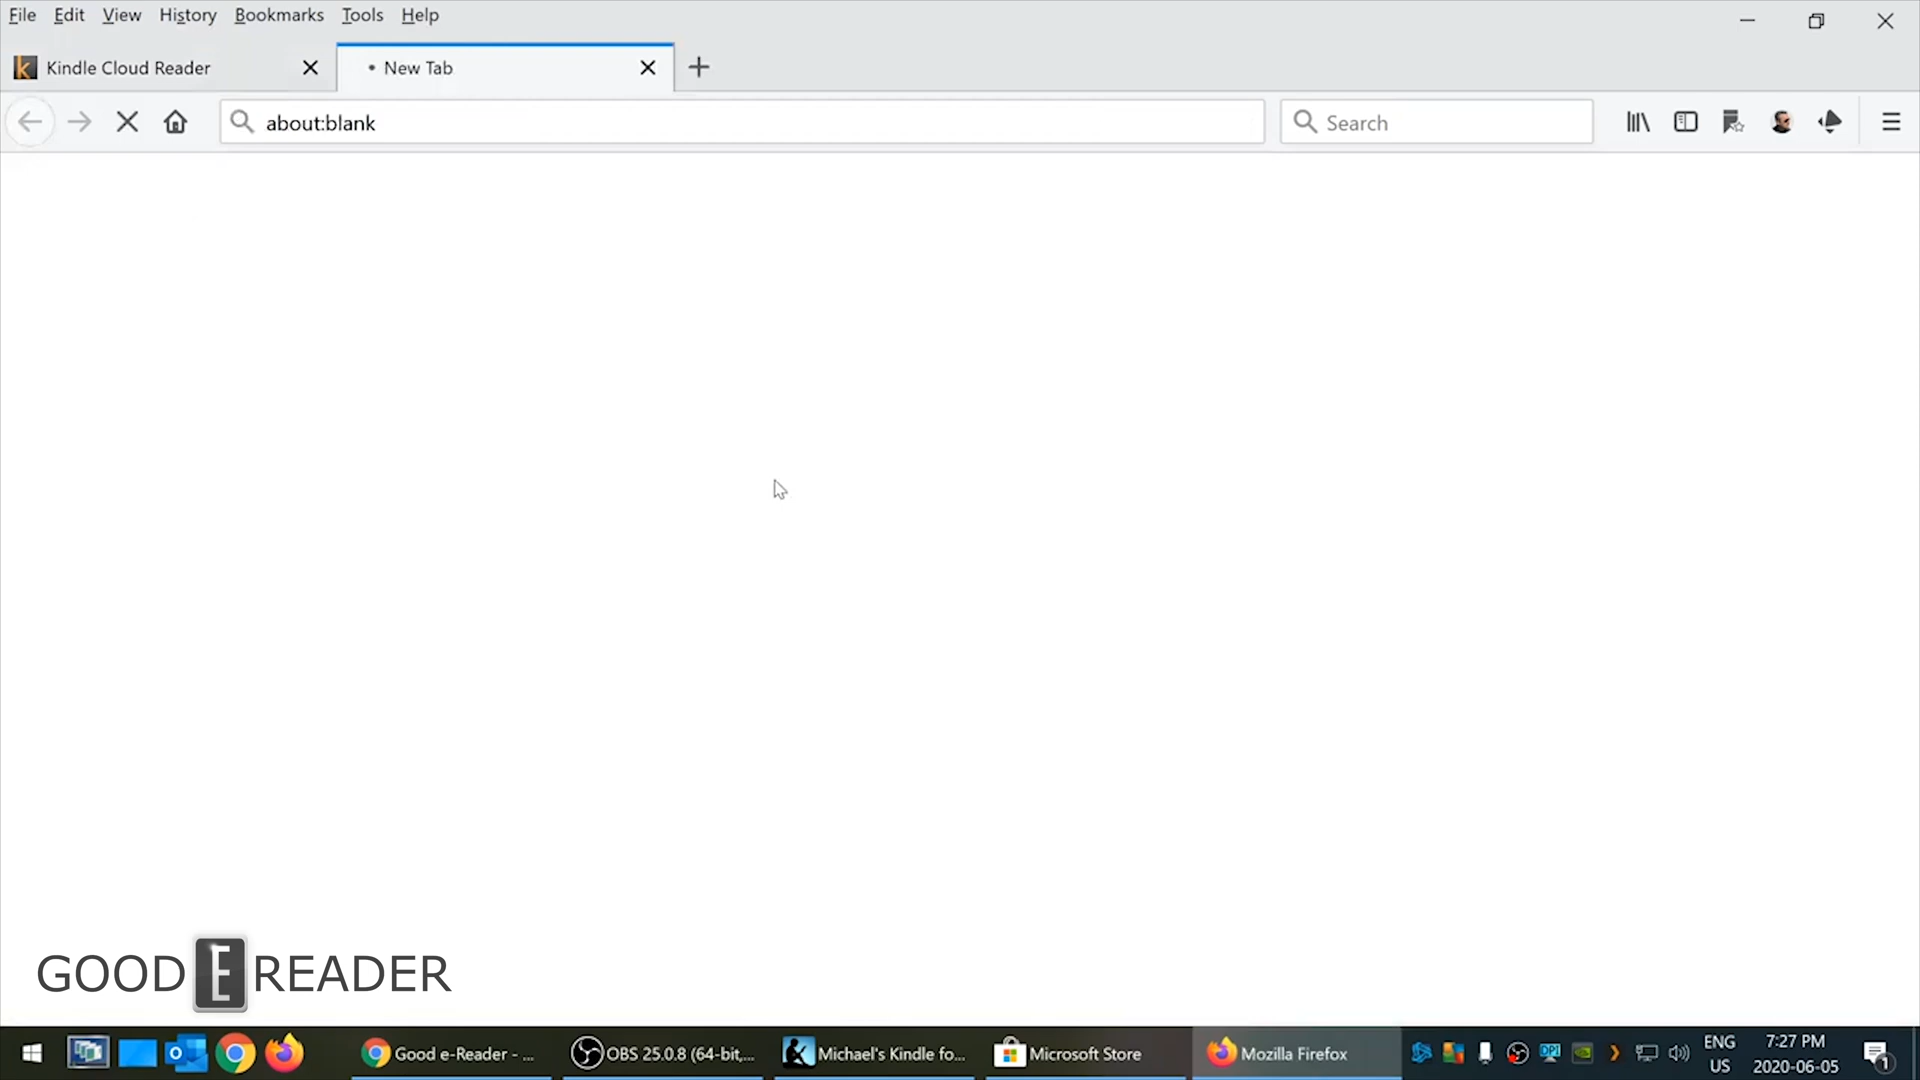 File Edit View History Bookmarks Tools Help
Kindle Cloud Reader
New Tab
about:blank
Search
GOOD E READER
Good e-Reader - ...
OBS 25.0.8 (64-bit,...
Michael's Kindle fo...
Microsoft Store
Mozilla Firefox
DPI
ENG
US
7:27 PM
2020-06-05
1